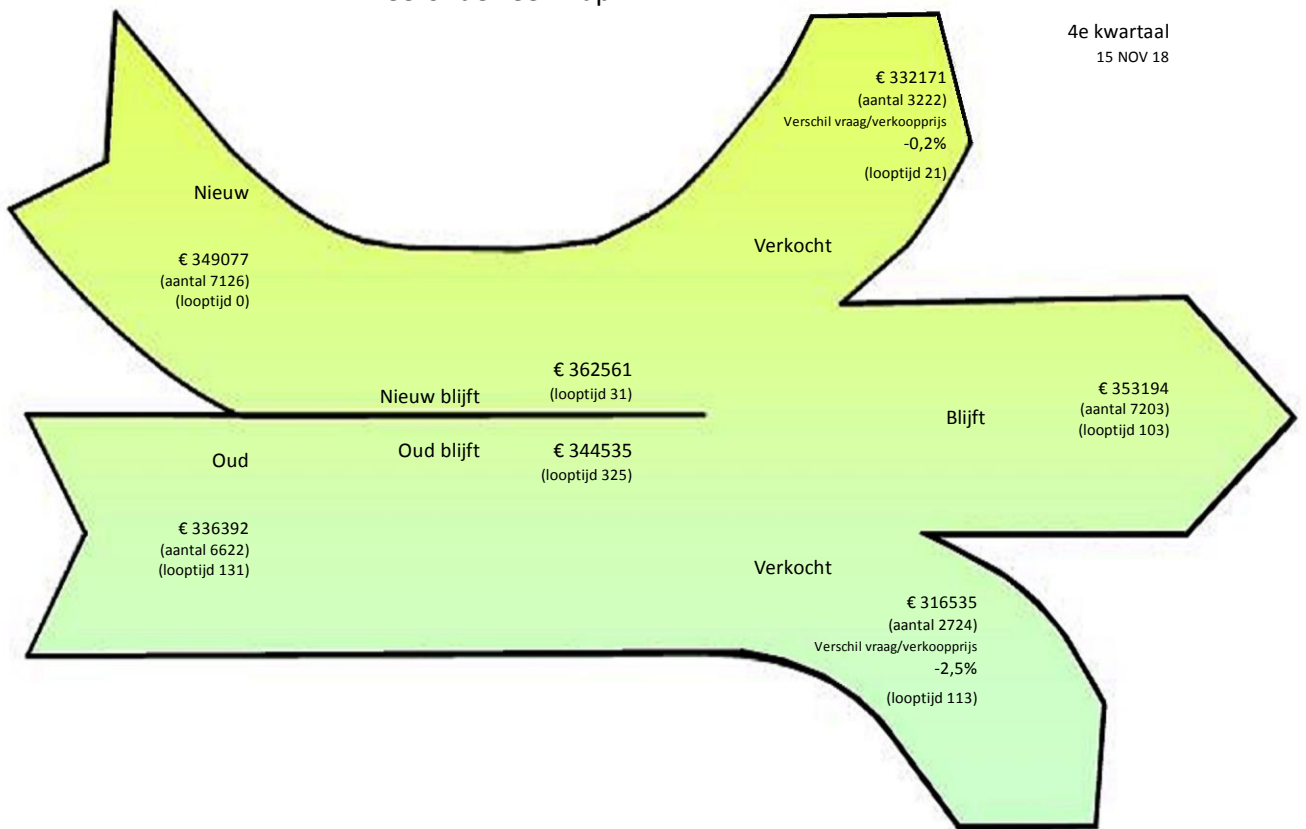 4e kwartaal
15 NOV 18
€ 332171
(aantal 3222)
Verschil vraag/verkoopprijs
-0,2%
(looptijd 21)
Nieuw
Verkocht
€ 349077
(aantal 7126)
(looptijd 0)
€ 362561
Nieuw blijft
(looptijd 31)
€ 353194
(aantal 7203)
(looptijd 103)
Blijft
Oud blijft
€ 344535
(looptijd 325)
Oud
€ 336392
(aantal 6622)
(looptijd 131)
Verkocht
€ 316535
(aantal 2724)
Verschil vraag/verkoopprijs
-2,5%
(looptijd 113)